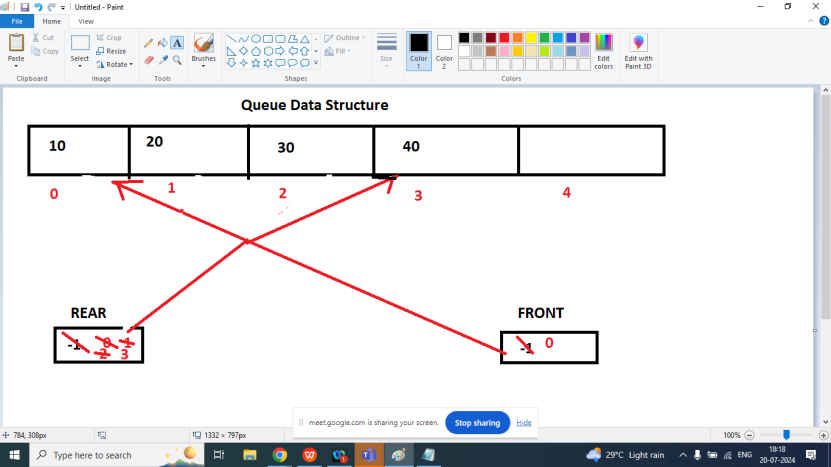 Untitled - Paint
File
Home
View
Paste
Cut
Copy
Clipboard
Select
Crop
Resize
Rotate
Image
A
Tools
Brushes
Shapes
Outline
Fill
Size
Color
1
Color
2
Colors
Edit
colors
Edit with
Paint 3D
Queue Data Structure
10 20 30 40
0 1 2 3 4
REAR FRONT
-1 0 1
2 3
-1 0
meet.google.com is sharing your screen.
Stop sharing
Hide
784, 308px
1332 × 797px
100%
Type here to search
29°C Light rain
ENG
18:18
20-07-2024